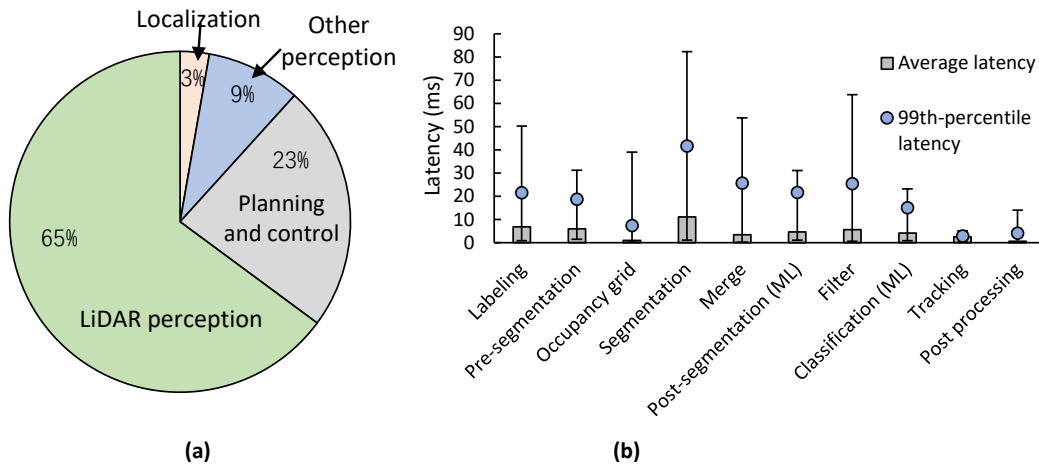 Localization
Other
perception
3%
9%
23%
Planning
and control
65%
LiDAR perception
(a)
Latency (ms)
90
80
70
60
50
40
30
20
10
0
Average latency
99th-percentile
latency
Labeling
Pre-segmentation
Occupancy grid
Segmentation
Merge
Post-segmentation (ML)
Filter
Classification (ML)
Tracking
Post processing
(b)